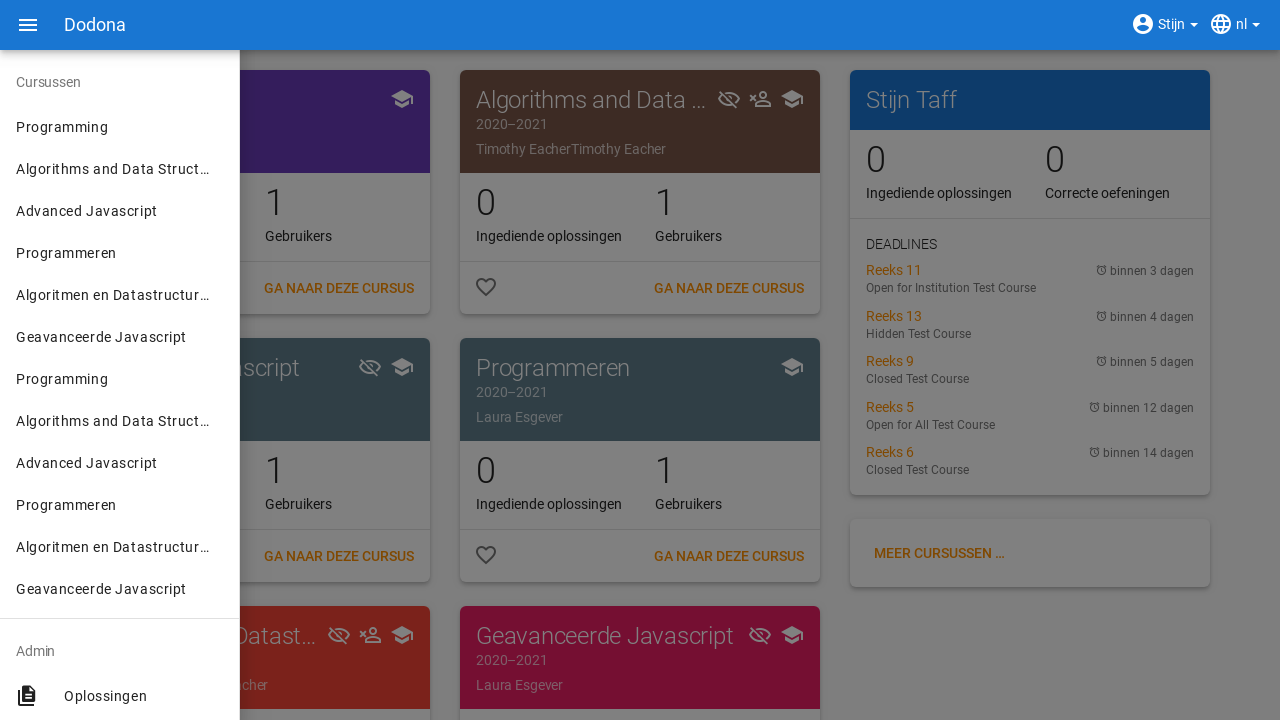 Dodona
Stijn
nl
Cursussen
Programming
Algorithms and Data Struct…
Advanced Javascript
Programmeren
Algoritmen en Datastructur…
Geavanceerde Javascript
Programming
Algorithms and Data Struct…
Advanced Javascript
Programmeren
Algoritmen en Datastructur…
Geavanceerde Javascript
Admin
Oplossingen
1
Gebruikers
GA NAAR DEZE CURSUS
Algorithms and Data …
2020–2021
Timothy EacherTimothy Eacher
0
Ingediende oplossingen
1
Gebruikers
GA NAAR DEZE CURSUS
1
Gebruikers
GA NAAR DEZE CURSUS
Programmeren
2020–2021
Laura Esgever
0
Ingediende oplossingen
1
Gebruikers
GA NAAR DEZE CURSUS
Geavanceerde Javascript
2020–2021
Laura Esgever
Stijn Taff
0
Ingediende oplossingen
0
Correcte oefeningen
DEADLINES
Reeks 11
binnen 3 dagen
Open for Institution Test Course
Reeks 13
binnen 4 dagen
Hidden Test Course
Reeks 9
binnen 5 dagen
Closed Test Course
Reeks 5
binnen 12 dagen
Open for All Test Course
Reeks 6
binnen 14 dagen
Closed Test Course
MEER CURSUSSEN …